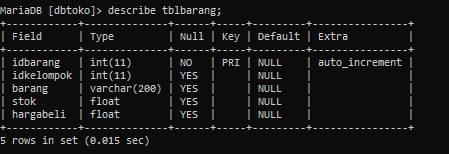 MariaDB [dbtoko]> describe tblbarang;
+------------+--------------+------+-----+---------+----------------+
| Field      | Type         | Null | Key | Default | Extra          |
+------------+--------------+------+-----+---------+----------------+
| idbarang   | int(11)      | NO   | PRI | NULL    | auto_increment |
| idkelompok | int(11)      | YES  |     | NULL    |                |
| barang     | varchar(200) | YES  |     | NULL    |                |
| stok       | float        | YES  |     | NULL    |                |
| hargabeli  | float        | YES  |     | NULL    |                |
+------------+--------------+------+-----+---------+----------------+
5 rows in set (0.015 sec)